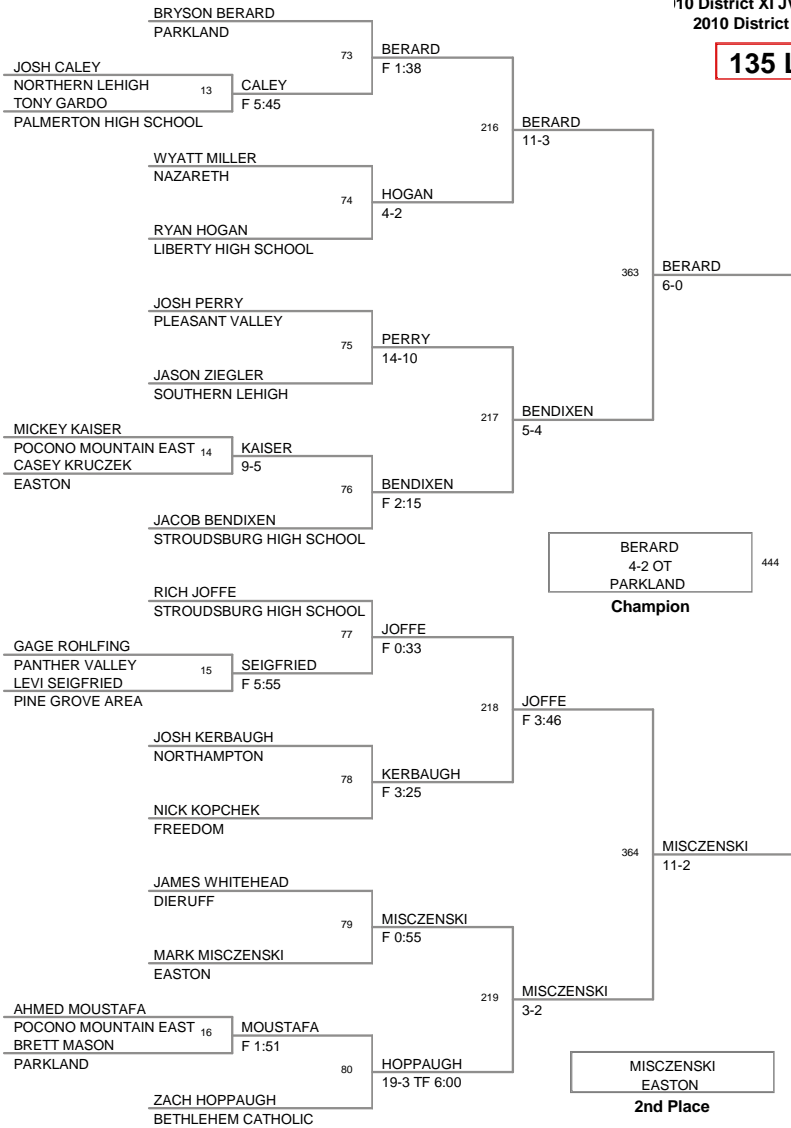 10 District XI JV
2010 District
135 L
BRYSON BERARD
PARKLAND
73
BERARD
F 1:38
JOSH CALEY
NORTHERN LEHIGH
13
CALEY
F 5:45
TONY GARDO
PALMERTON HIGH SCHOOL
216
BERARD
11-3
WYATT MILLER
NAZARETH
74
HOGAN
4-2
RYAN HOGAN
LIBERTY HIGH SCHOOL
363
BERARD
6-0
JOSH PERRY
PLEASANT VALLEY
75
PERRY
14-10
JASON ZIEGLER
SOUTHERN LEHIGH
217
BENDIXEN
5-4
MICKEY KAISER
POCONO MOUNTAIN EAST
14
KAISER
9-5
CASEY KRUCZEK
EASTON
76
BENDIXEN
F 2:15
JACOB BENDIXEN
STROUDSBURG HIGH SCHOOL
BERARD
4-2 OT
PARKLAND
444
Champion
RICH JOFFE
STROUDSBURG HIGH SCHOOL
77
JOFFE
F 0:33
GAGE ROHLFING
PANTHER VALLEY
15
SEIGFRIED
F 5:55
LEVI SEIGFRIED
PINE GROVE AREA
218
JOFFE
F 3:46
JOSH KERBAUGH
NORTHAMPTON
78
KERBAUGH
F 3:25
NICK KOPCHEK
FREEDOM
364
MISCZENSKI
11-2
JAMES WHITEHEAD
DIERUFF
79
MISCZENSKI
F 0:55
MARK MISCZENSKI
EASTON
219
MISCZENSKI
3-2
AHMED MOUSTAFA
POCONO MOUNTAIN EAST
16
MOUSTAFA
F 1:51
BRETT MASON
PARKLAND
80
HOPPAUGH
19-3 TF 6:00
ZACH HOPPAUGH
BETHLEHEM CATHOLIC
MISCZENSKI
EASTON
2nd Place